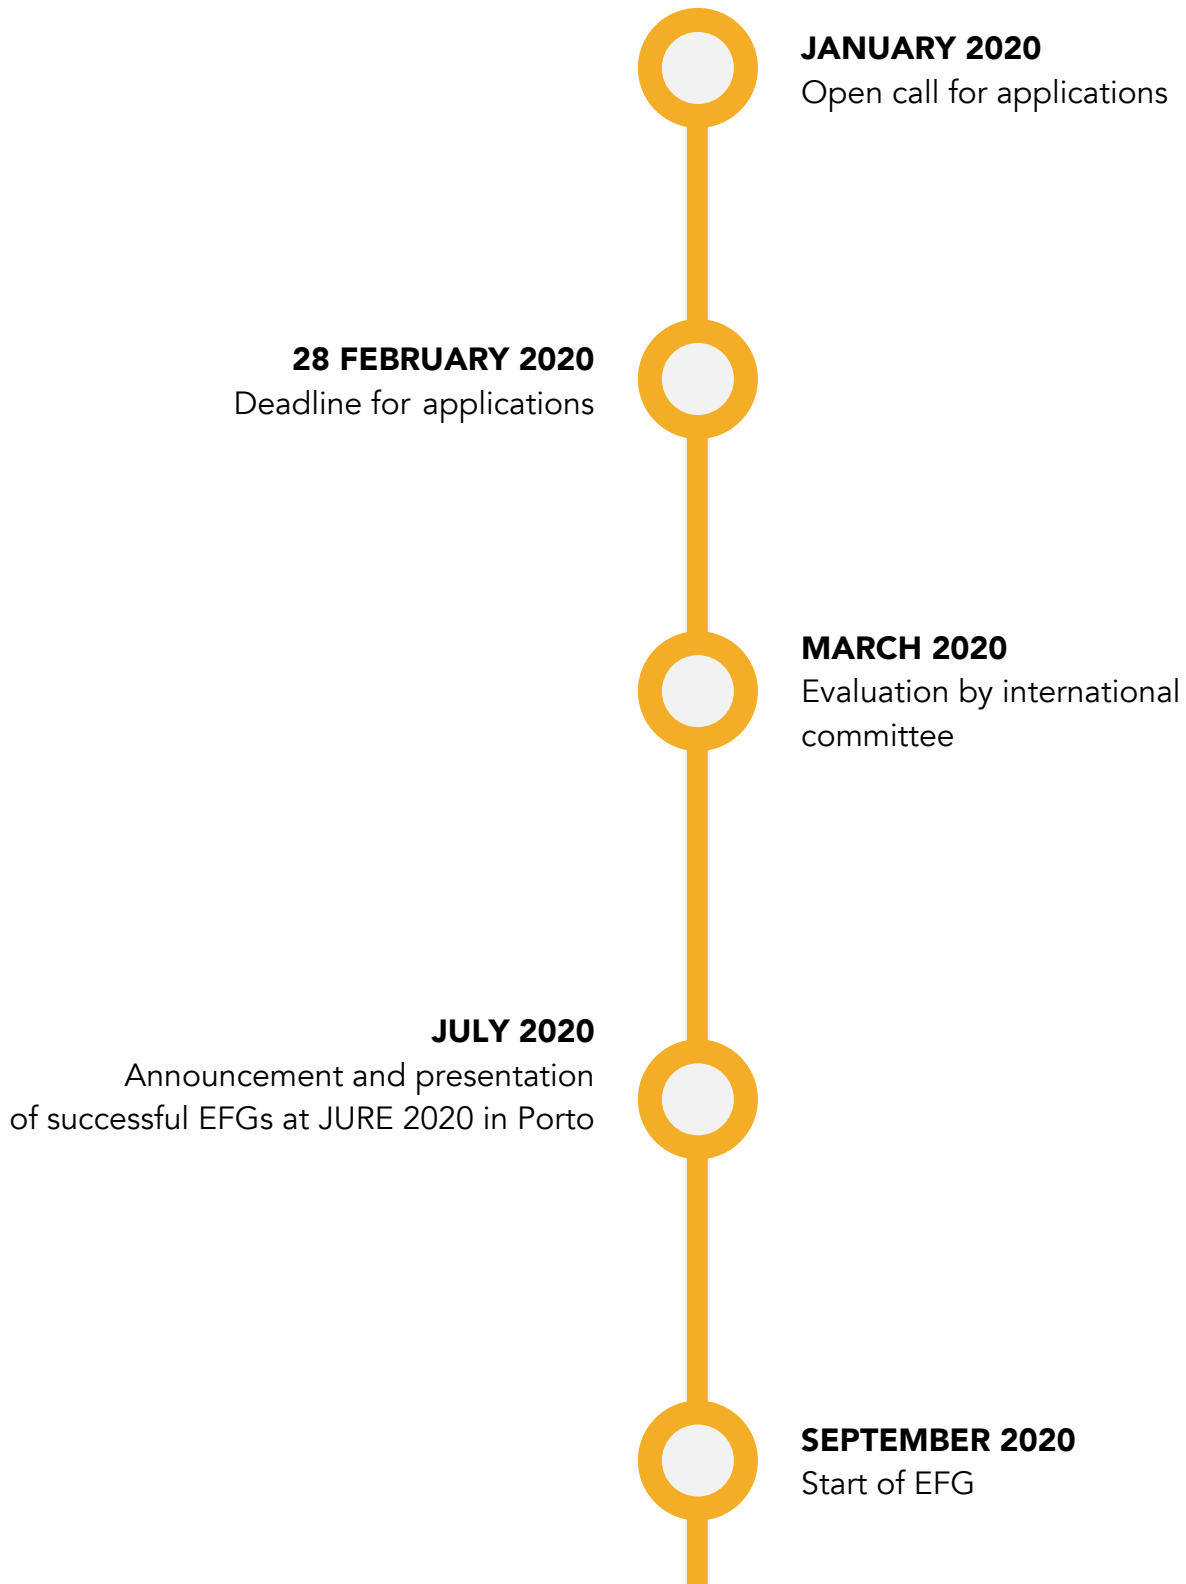 JANUARY 2020
Open call for applications
28 FEBRUARY 2020
Deadline for applications
MARCH 2020
Evaluation by international
committee
JULY 2020
Announcement and presentation
of successful EFGs at JURE 2020 in Porto
SEPTEMBER 2020
Start of EFG